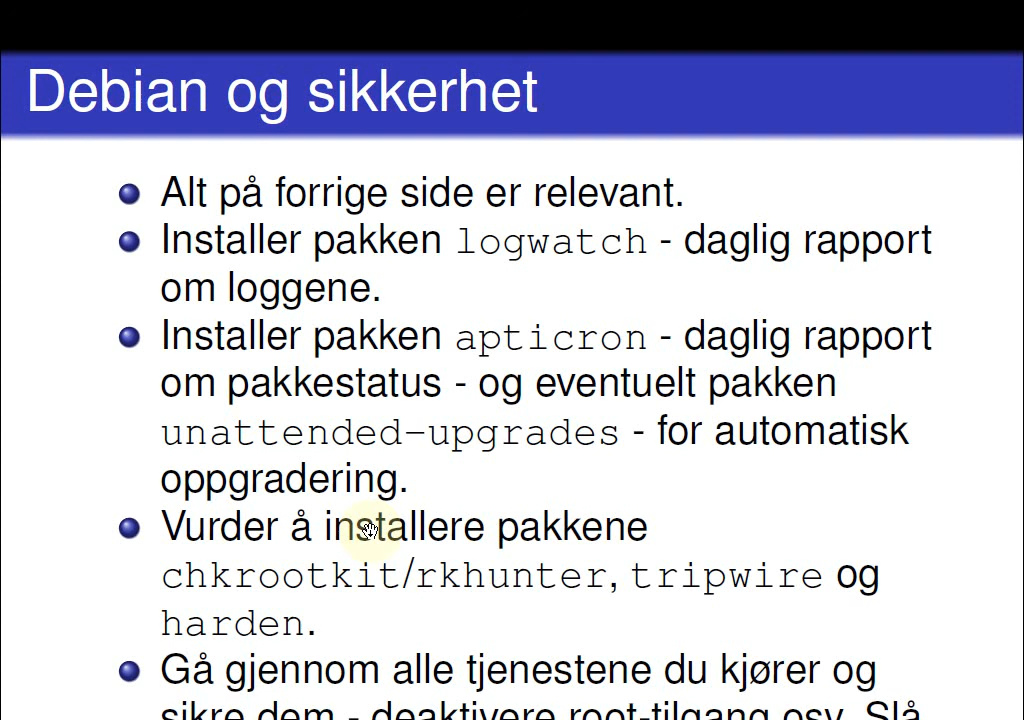 Debian og sikkerhet
Alt på forrige side er relevant.
Installer pakken logwatch - daglig rapport
om loggene.
Installer pakken apticron - daglig rapport
om pakkestatus - og eventuelt pakken
unattended-upgrades - for automatisk
oppgradering.
Vurder å installere pakkene
chkrootkit/rkhunter, tripwire og
harden.
Gå gjennom alle tjenestene du kjører og
sikre dem - deaktivere root-tilgang osv. Slå